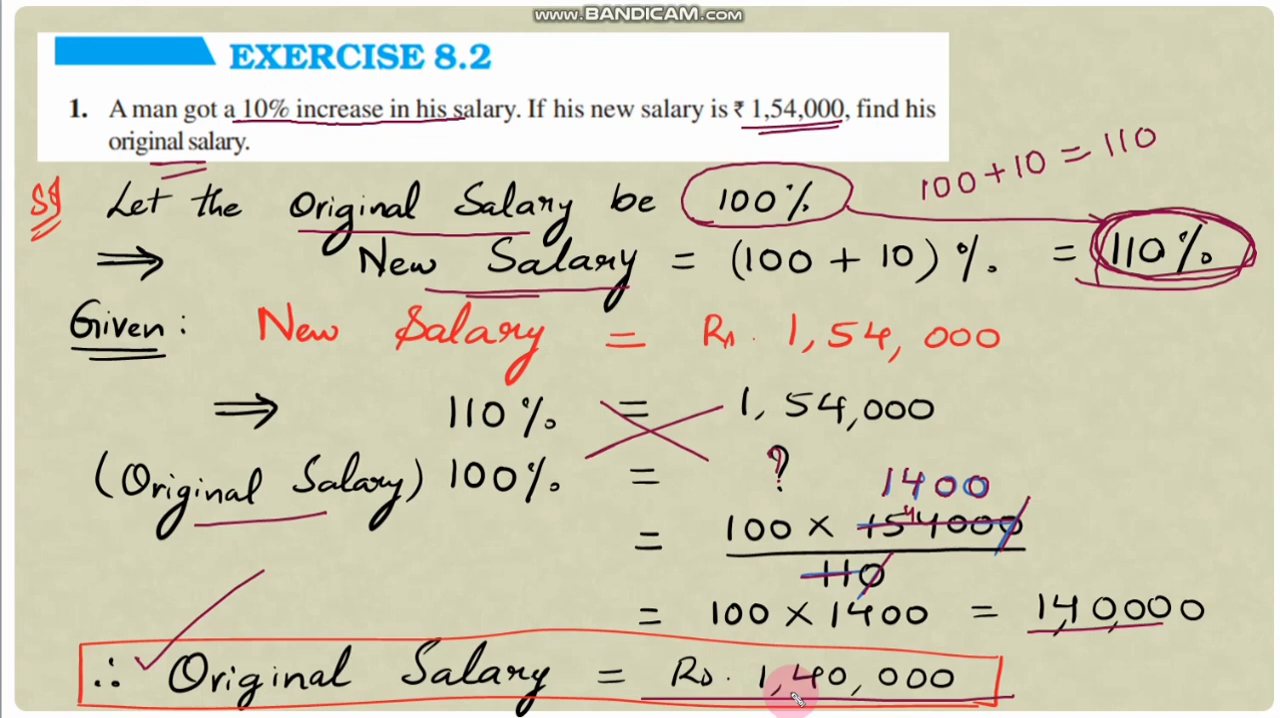 www.BANDICAM.com
EXERCISE 8.2
1. A man got a 10% increase in his salary. If his new salary is ₹ 1,54,000, find his
original salary.
100 + 10 = 110
Sol Let the Original Salary be 100%
⇒ New Salary = (100 + 10) %. = 110%.
Given: New Salary = Rs. 1,54,000
⇒ 110%. = 1,54,000
(Original Salary) 100%. = ?
1400
= 100 × 154000
110
= 100 × 1400 = 1,40,000
∴ Original Salary = Rs. 1,40,000